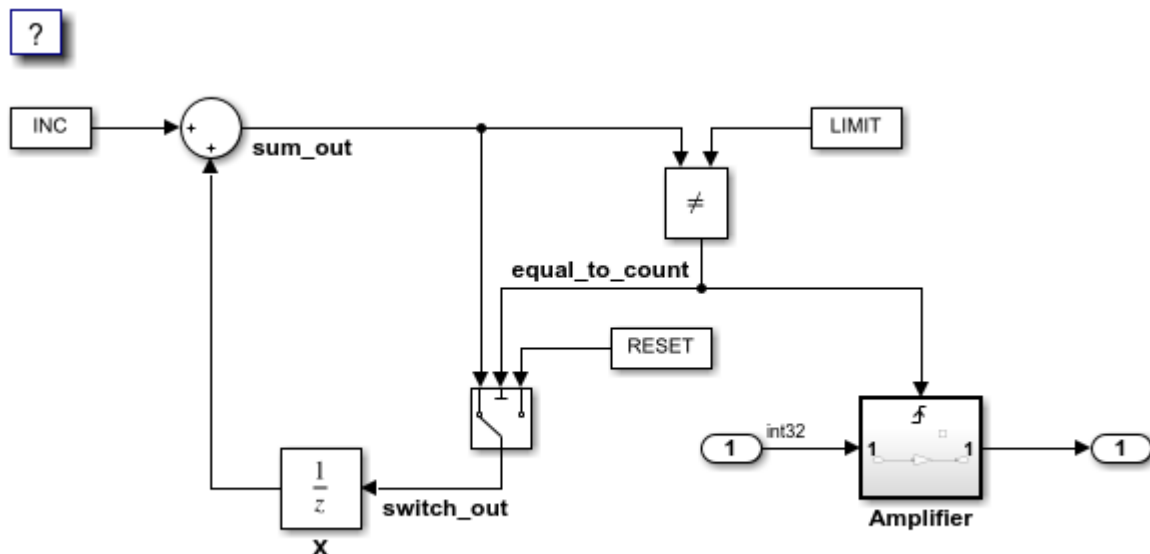 ?
INC
+
+
sum_out
LIMIT
≠
equal_to_count
RESET
1
int32
1
1
1
Amplifier
1
z
switch_out
x